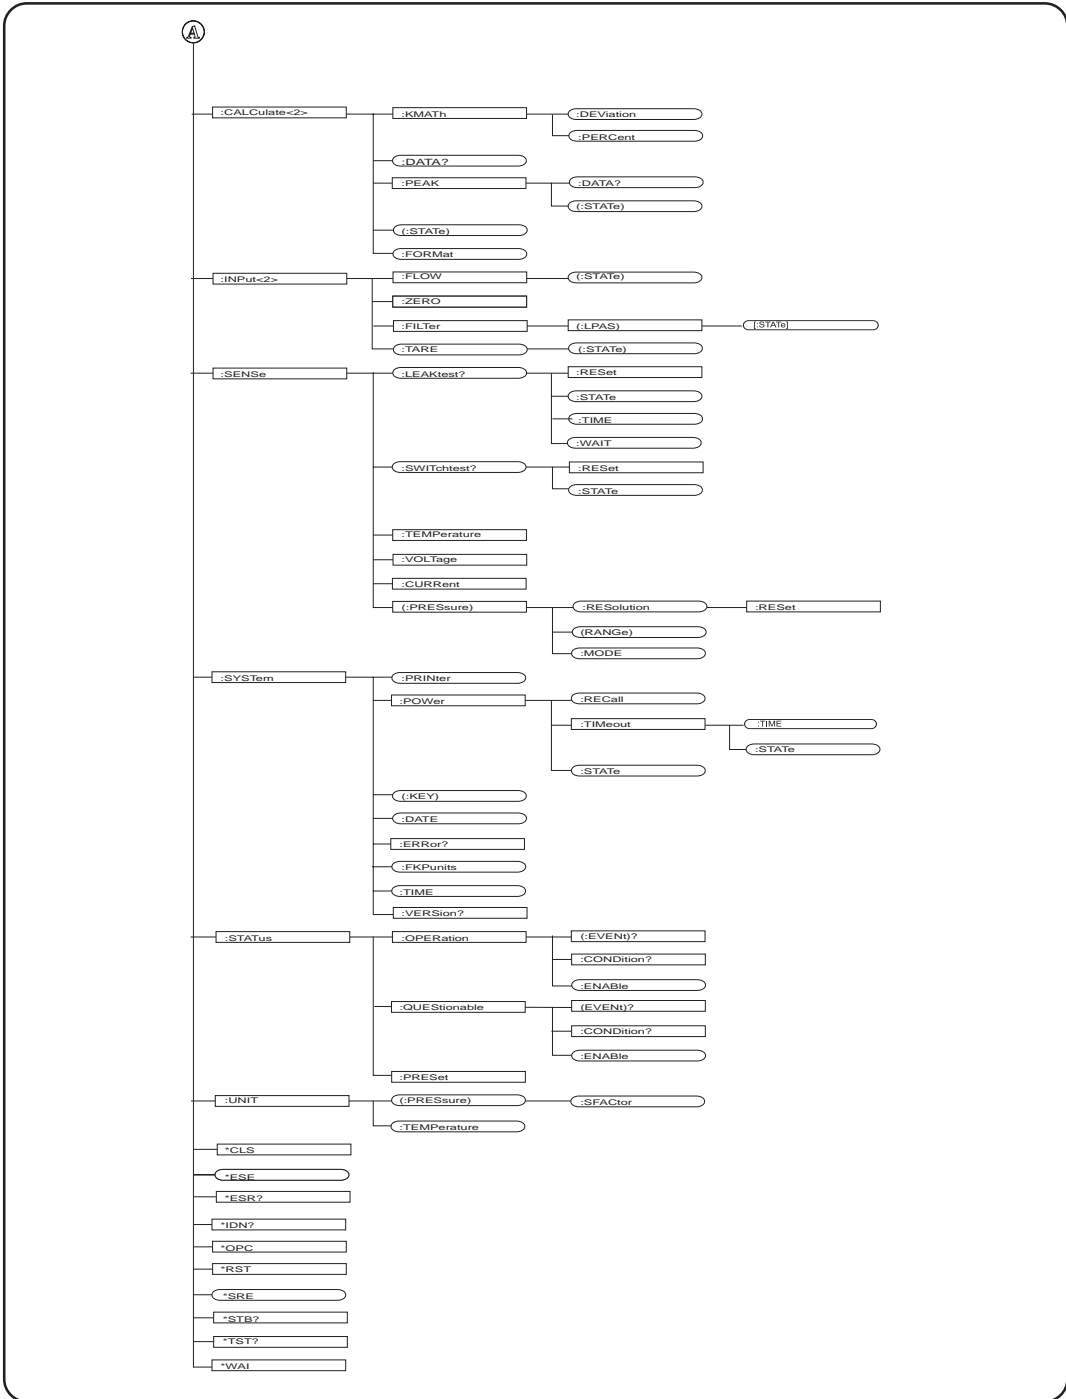 A
:CALCulate<2> :KMATh :DEViation
:PERCent
:DATA?
:PEAK :DATA?
(:STATe)
(:STATe)
:FORMat
:INPut<2> :FLOW (:STATe)
:ZERO
:FILTer (:LPAS) [:STATe]
:TARE (:STATe)
:SENSe :LEAKtest? :RESet
:STATe
:TIME
:WAIT
:SWITchtest? :RESet
:STATe
:TEMPerature
:VOLTage
:CURRent
(:PRESsure) :RESolution :RESet
(RANGe)
:MODE
:SYSTem :PRINter
:POWer :RECall
:TIMeout :TIME
:STATe
:STATe
(:KEY)
:DATE
:ERRor?
:FKPunits
:TIME
:VERSion?
:STATus :OPERation (:EVENt)?
:CONDition?
:ENABle
:QUEStionable (EVENt)?
:CONDition?
:ENABle
:PRESet
:UNIT (:PRESsure) :SFACtor
:TEMPerature
*CLS
*ESE
*ESR?
*IDN?
*OPC
*RST
*SRE
*STB?
*TST?
*WAI